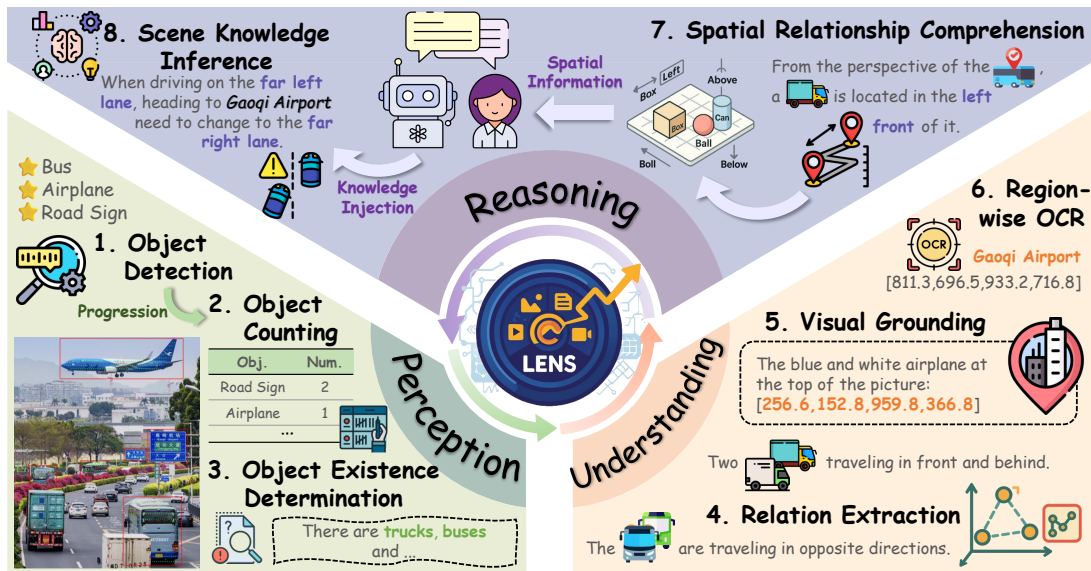 8. Scene Knowledge
Inference
When driving on the far left
lane, heading to Gaoqi Airport
need to change to the far
right lane.
Knowledge
Injection
Spatial
Information
7. Spatial Relationship Comprehension
From the perspective of the ,
a is located in the left
front of it.
Left
Box
Above
Box
Can
Ball
Boll
Below
Reasoning
Bus
Airplane
Road Sign
1. Object
Detection
Progression
2. Object
Counting
Obj. Num.
Road Sign 2
Airplane 1
...
3. Object Existence
Determination
There are trucks, buses
and ...
Perception
LENS
Understanding
6. Region-
wise OCR
OCR
Gaoqi Airport
[811.3,696.5,933.2,716.8]
5. Visual Grounding
The blue and white airplane at
the top of the picture:
[256.6,152.8,959.8,366.8]
Two traveling in front and behind.
4. Relation Extraction
The are traveling in opposite directions.